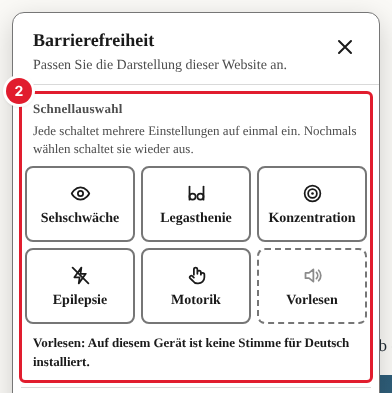 Barrierefreiheit
Passen Sie die Darstellung dieser Website an.
2
Schnellauswahl
Jede schaltet mehrere Einstellungen auf einmal ein. Nochmals
wählen schaltet sie wieder aus.
Sehschwäche
Legasthenie
Konzentration
Epilepsie
Motorik
Vorlesen
Vorlesen: Auf diesem Gerät ist keine Stimme für Deutsch
installiert.
b